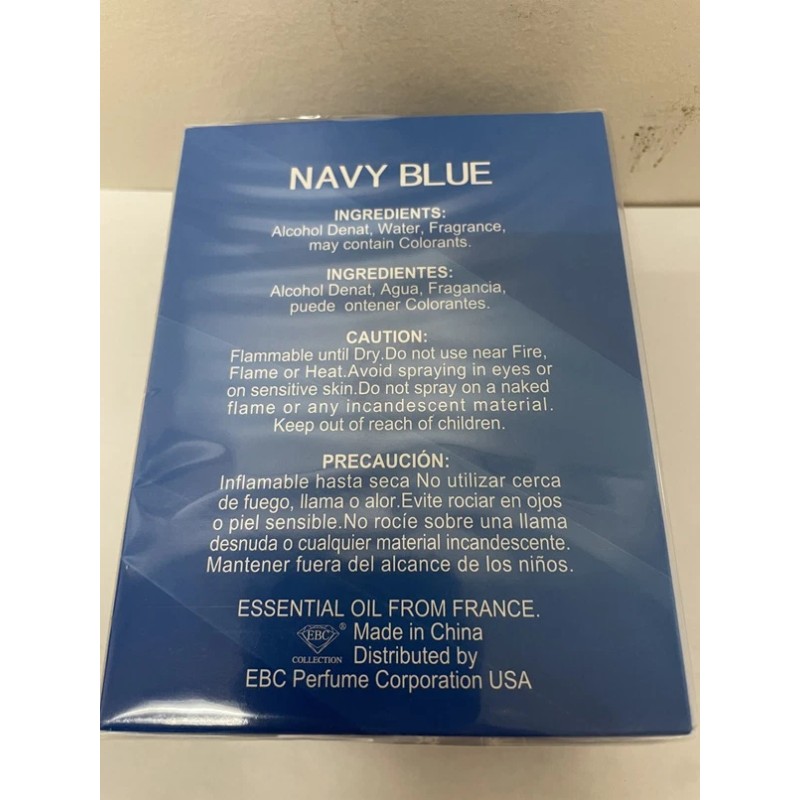 NAVY BLUE
INGREDIENTS:
Alcohol Denat, Water, Fragrance,
may contain Colorants.
INGREDIENTES:
Alcohol Denat, Agua, Fragancia,
puede ontener Colorantes.
CAUTION:
Flammable until Dry.Do not use near Fire,
Flame or Heat.Avoid spraying in eyes or
on sensitive skin.Do not spray on a naked
flame or any incandescent material.
Keep out of reach of children.
PRECAUCIÓN:
Inflamable hasta seca No utilizar cerca
de fuego, llama o alor.Evite rociar en ojos
o piel sensible.No rocíe sobre una llama
desnuda o cualquier material incandescente.
Mantener fuera del alcance de los niños.
ESSENTIAL OIL FROM FRANCE.
EBC ® Made in China
COLLECTION Distributed by
EBC Perfume Corporation USA